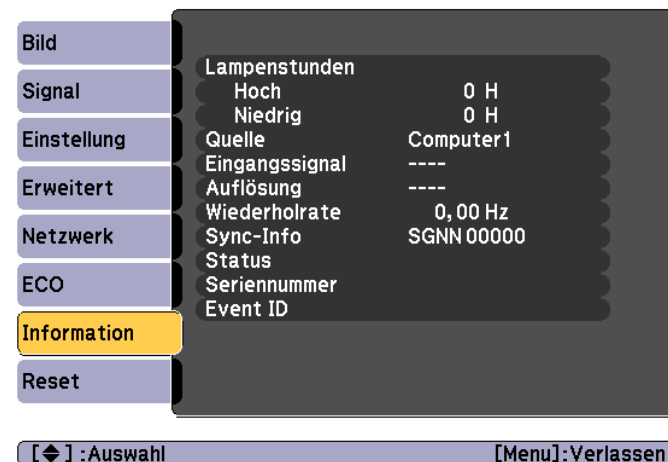 Bild
Signal
Einstellung
Erweitert
Netzwerk
ECO
Information
Reset
Lampenstunden
Hoch 0 H
Niedrig 0 H
Quelle Computer1
Eingangssignal ----
Auflösung ----
Wiederholrate 0,00 Hz
Sync-Info SGNN 00000
Status
Seriennummer
Event ID
[◆] :Auswahl [Menu]:Verlassen